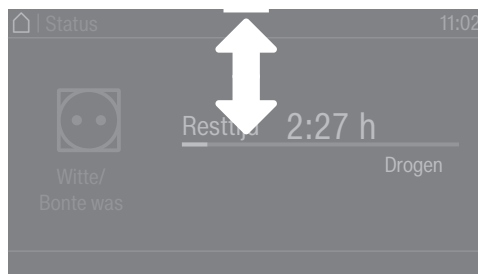 | Status 11:02
Resttijd 2:27 h
Drogen
Witte/
Bonte was